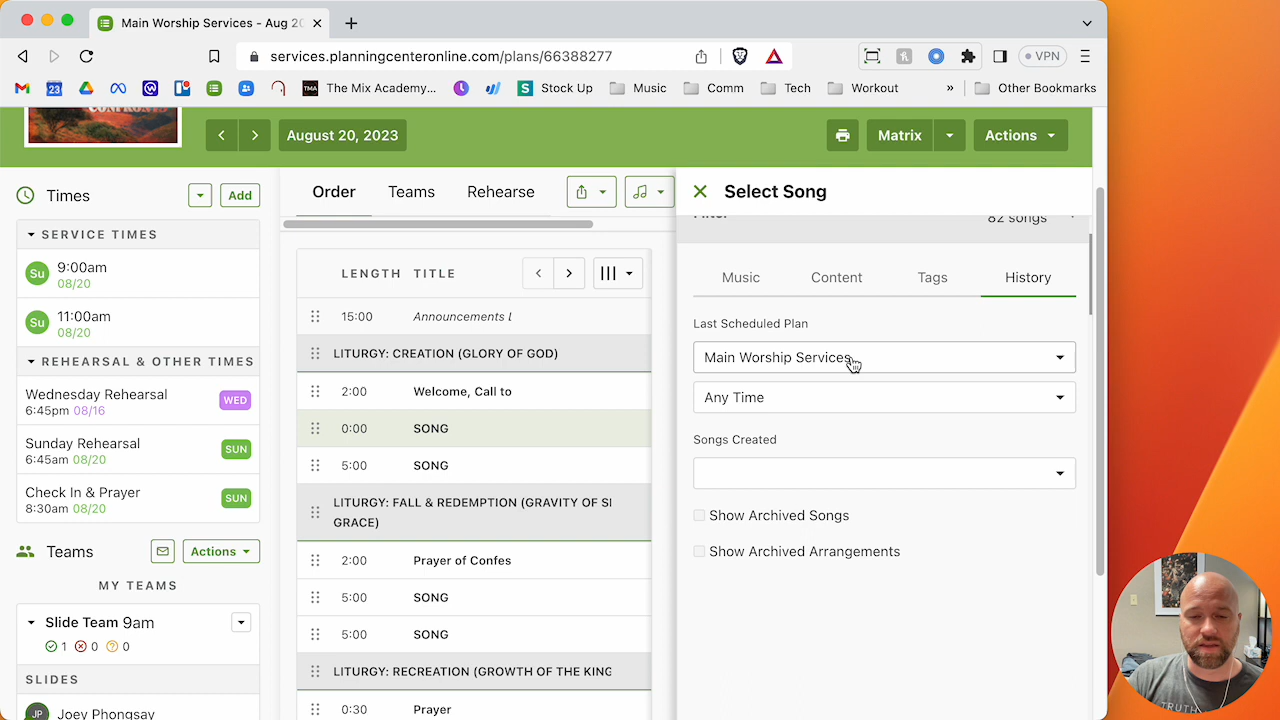 Main Worship Services - Aug 20
services.planningcenteronline.com/plans/66388277
VPN
23
The Mix Academy...
Stock Up
Music
Comm
Tech
Workout
»
Other Bookmarks
CONFRONTS
August 20, 2023
Matrix
Actions
Times
Add
Order
Teams
Rehearse
Select Song
SERVICE TIMES
Filter
82 songs
Su
9:00am
08/20
LENGTH
TITLE
Music
Content
Tags
History
Su
11:00am
08/20
15:00
Announcements L
Last Scheduled Plan
REHEARSAL & OTHER TIMES
LITURGY: CREATION (GLORY OF GOD)
Main Worship Services
Wednesday Rehearsal
6:45pm 08/16
WED
2:00
Welcome, Call to
Any Time
0:00
SONG
Songs Created
Sunday Rehearsal
6:45am 08/20
SUN
5:00
SONG
Check In & Prayer
8:30am 08/20
SUN
LITURGY: FALL & REDEMPTION (GRAVITY OF SI
GRACE)
Show Archived Songs
Teams
Actions
Show Archived Arrangements
2:00
Prayer of Confes
MY TEAMS
5:00
SONG
Slide Team 9am
1
0
0
5:00
SONG
SLIDES
LITURGY: RECREATION (GROWTH OF THE KING
JP
Joey Phongsay
0:30
Prayer
TRUTH